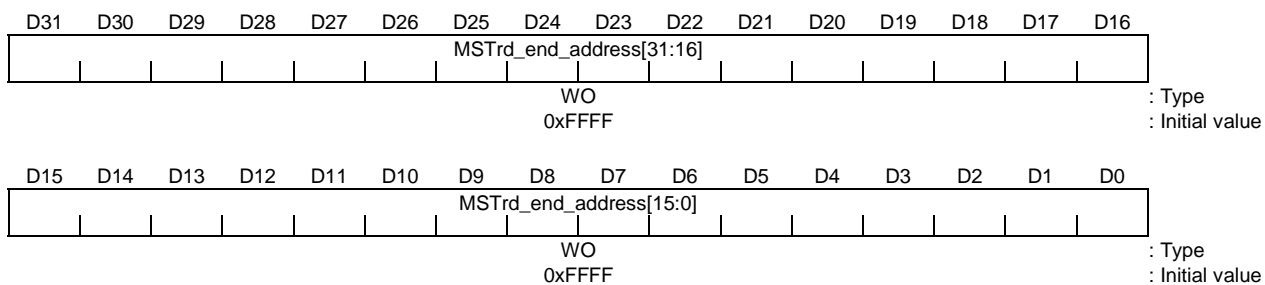 D31 D30 D29 D28 D27 D26 D25 D24 D23 D22 D21 D20 D19 D18 D17 D16
MSTrd_end_address[31:16]
WO : Type
0xFFFF : Initial value
D15 D14 D13 D12 D11 D10 D9 D8 D7 D6 D5 D4 D3 D2 D1 D0
MSTrd_end_address[15:0]
WO : Type
0xFFFF : Initial value